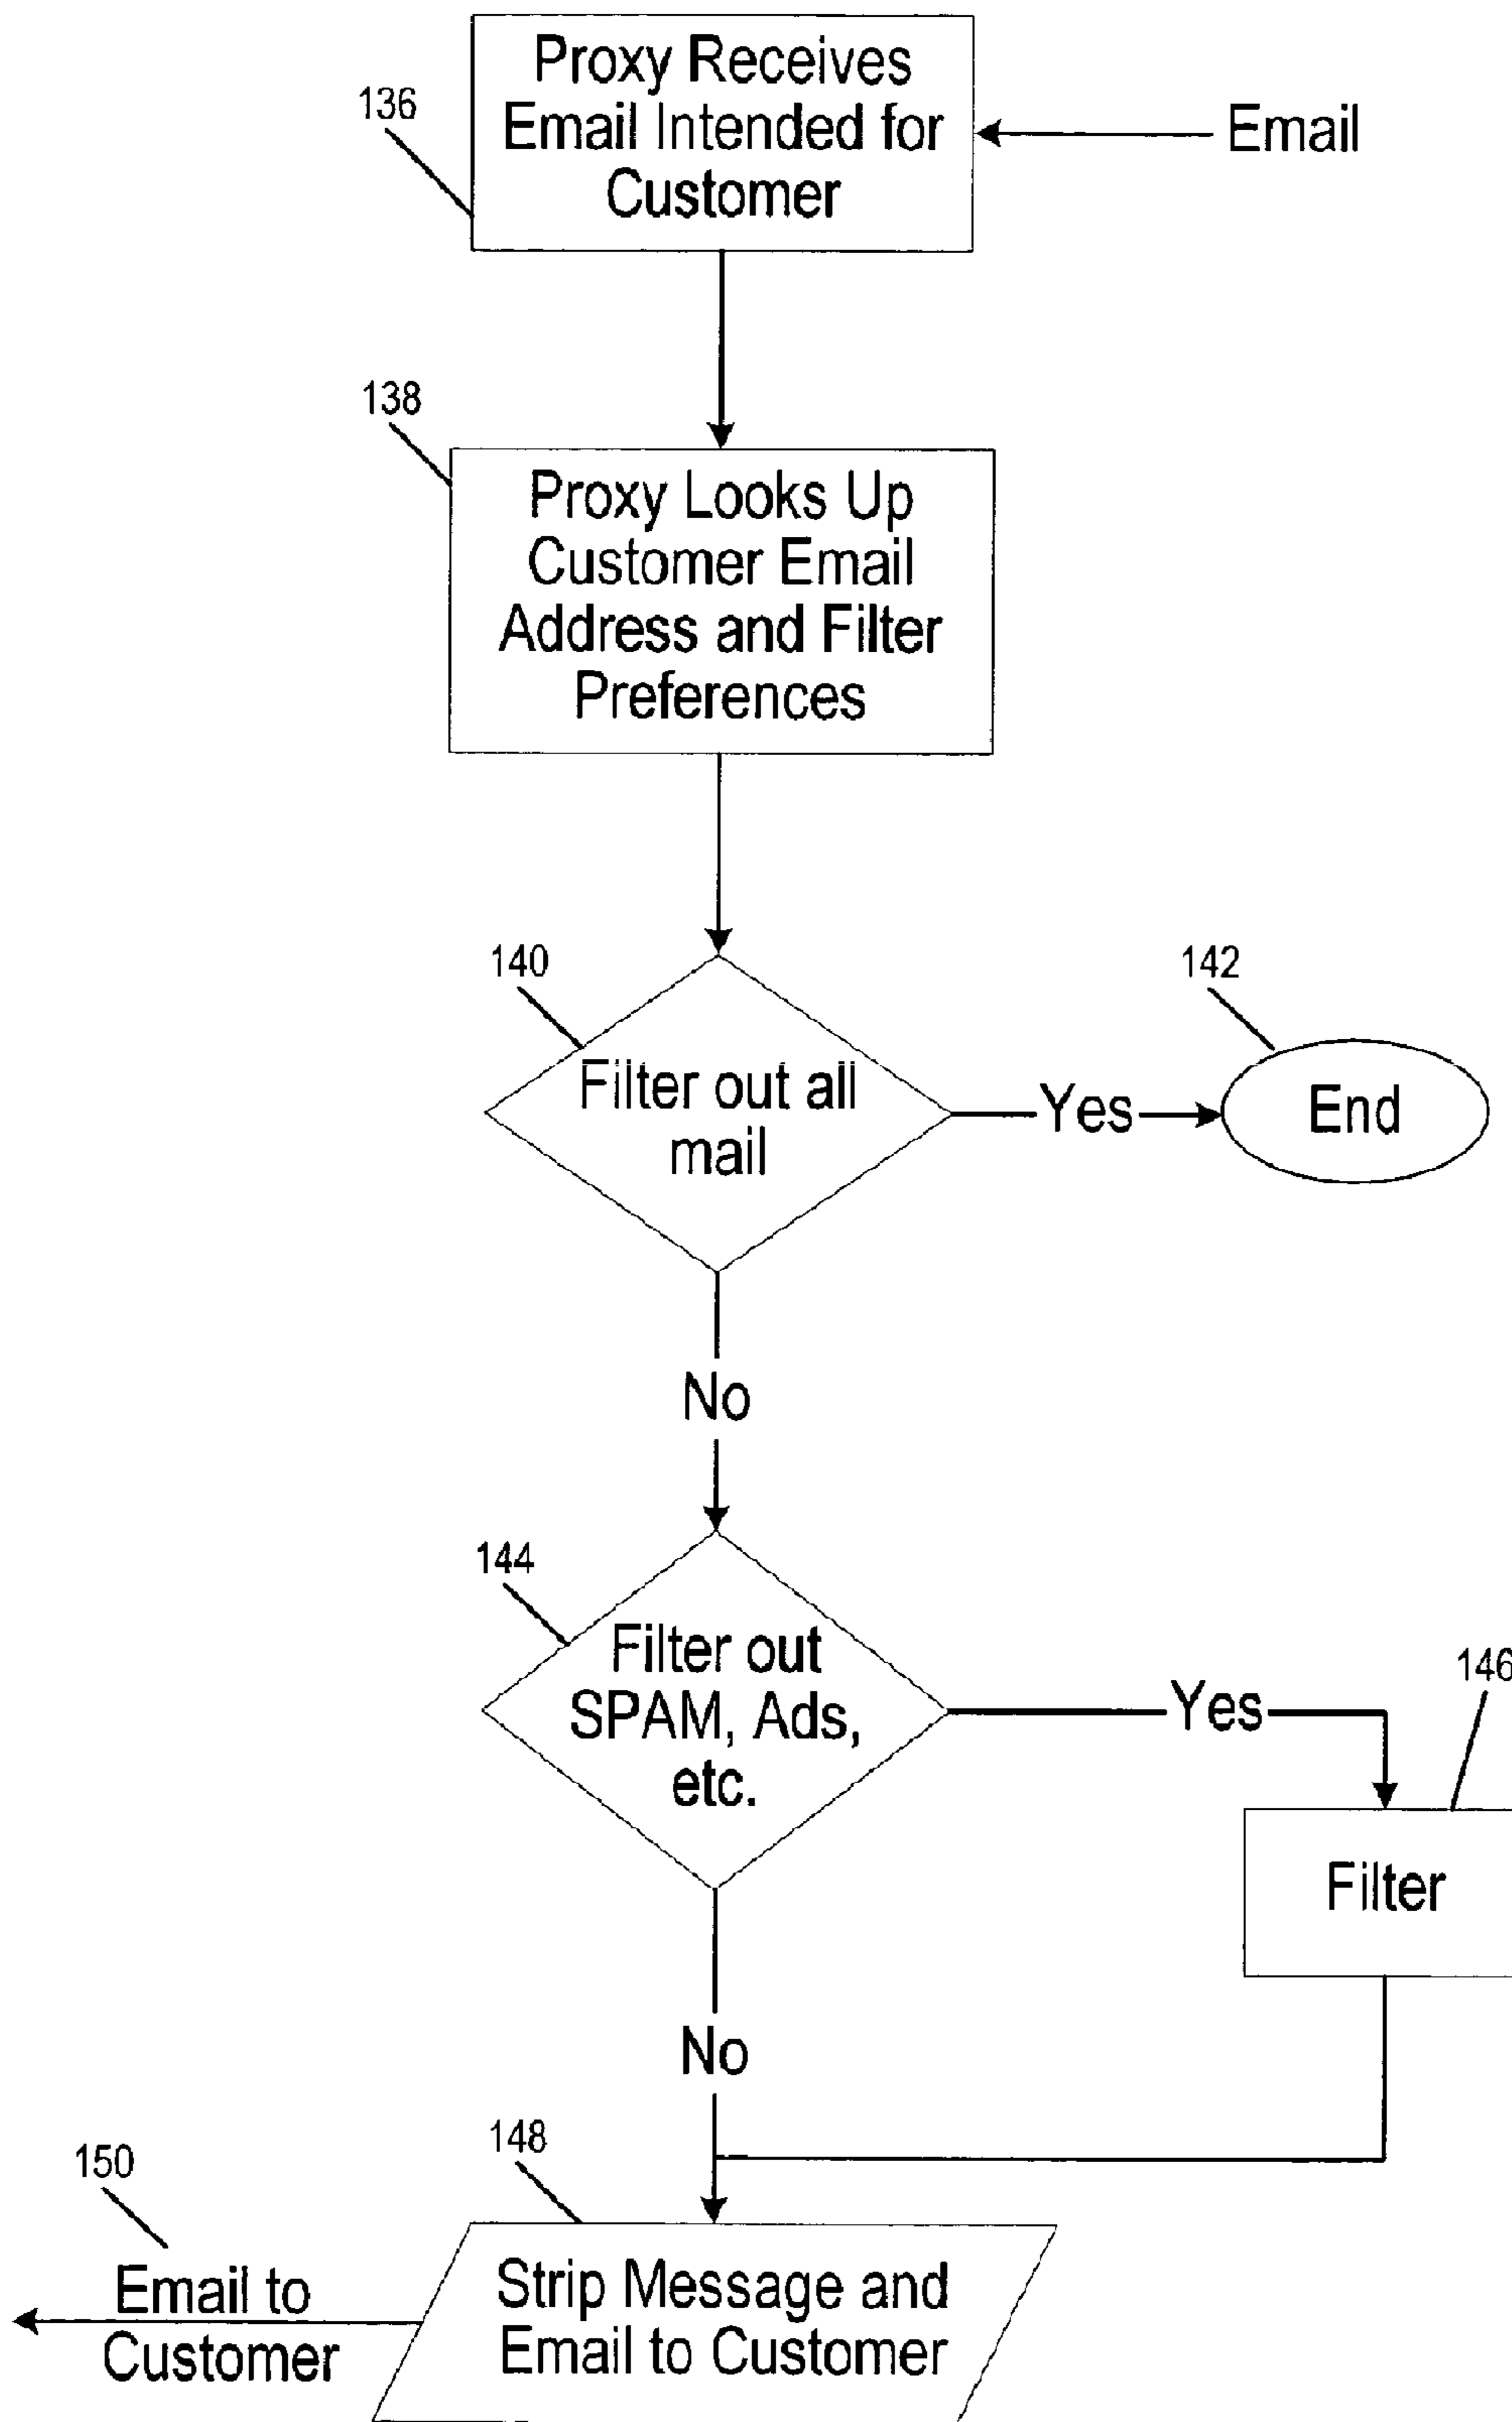 Proxy Receives
Email Intended for
Customer
136
Email
138
Proxy Looks Up
Customer Email
Address and Filter
Preferences
140
Filter out all
mail
Yes
142
End
No
144
Filter out
SPAM, Ads,
etc.
Yes
146
Filter
No
148
150
Email to
Customer
Strip Message and
Email to Customer